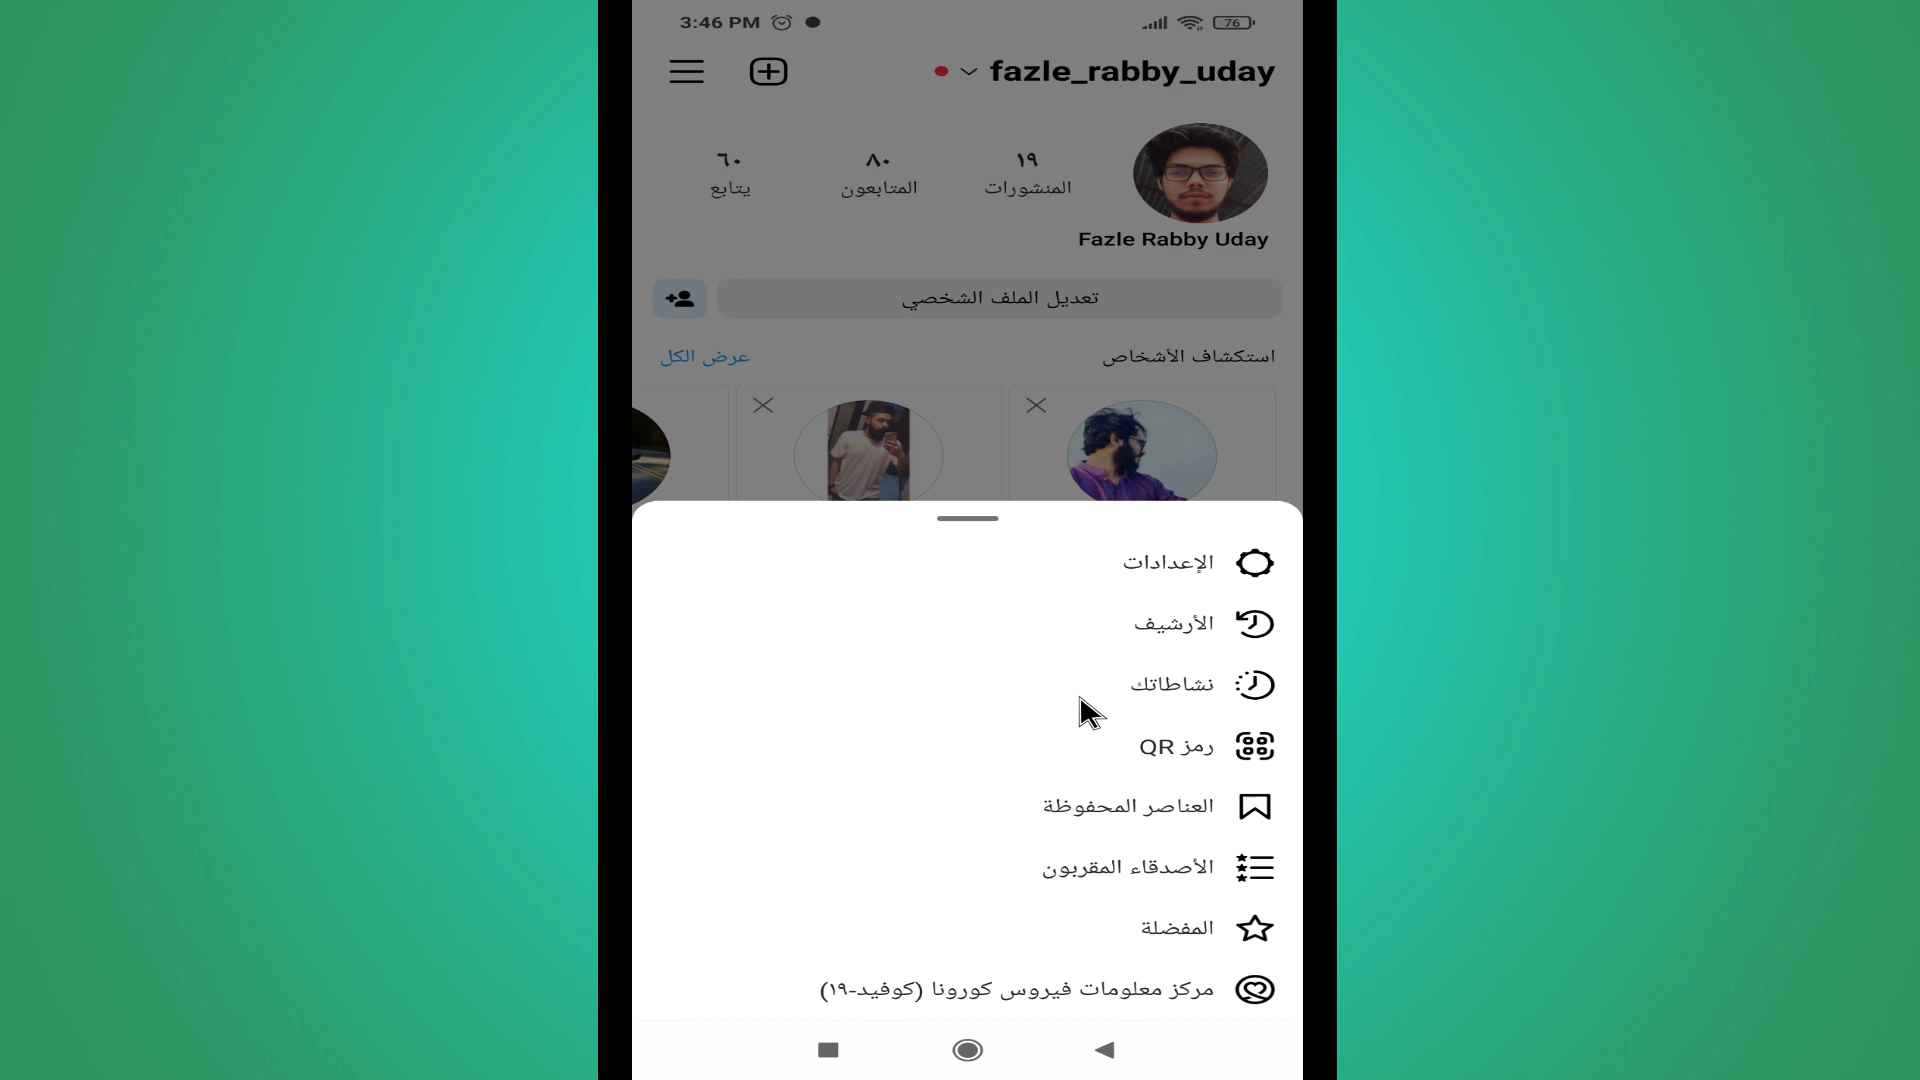 3:46 PM
76
fazle_rabby_uday
١٩
المنشورات
٨٠
المتابعون
٦٠
يتابع
Fazle Rabby Uday
تعديل الملف الشخصي
استكشاف الأشخاص
عرض الكل
الإعدادات
الأرشيف
نشاطاتك
رمز QR
العناصر المحفوظة
الأصدقاء المقربون
المفضلة
مركز معلومات فيروس كورونا (كوفيد-١٩)